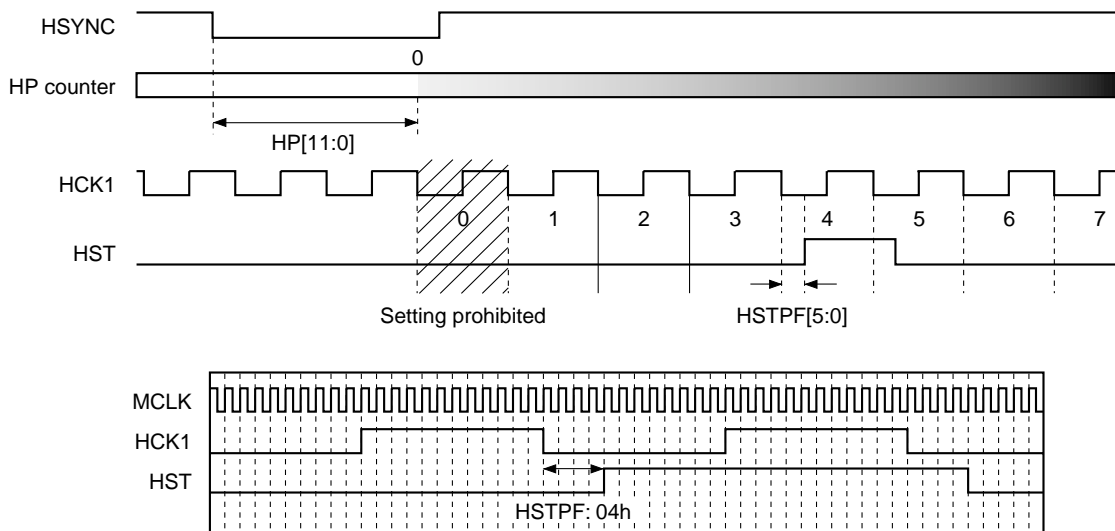 HSYNC
0
HP counter
HP[11:0]
HCK1
0 1 2 3 4 5 6 7
HST
Setting prohibited
HSTPF[5:0]
MCLK
HCK1
HST
HSTPF: 04h